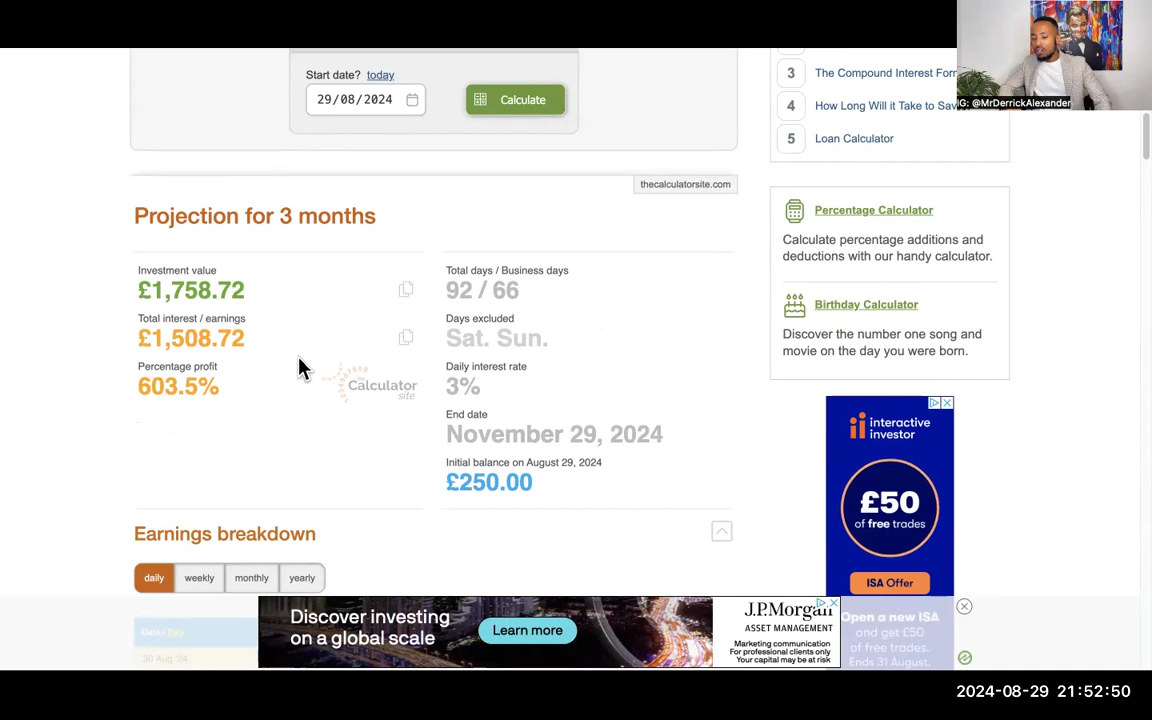 Start date? today
29/08/2024
Calculate
3 The Compound Interest For
4 How Long Will it Take to Sav
5 Loan Calculator
IG: @MrDerrickAlexander
thecalculatorsite.com
Projection for 3 months
Investment value
£1,758.72
Total interest / earnings
£1,508.72
Percentage profit
603.5%
the
Calculator
site
Total days / Business days
92 / 66
Days excluded
Sat. Sun.
Daily interest rate
3%
End date
November 29, 2024
Initial balance on August 29, 2024
£250.00
Percentage Calculator
Calculate percentage additions and
deductions with our handy calculator.
Birthday Calculator
Discover the number one song and
movie on the day you were born.
interactive
investor
£50
of free trades
ISA Offer
Open a new ISA
and get £50
of free trades.
Ends 31 August.
Earnings breakdown
daily weekly monthly yearly
30 Aug '24
Discover investing
on a global scale
Learn more
J.P.Morgan
ASSET MANAGEMENT
Marketing communication
For professional clients only
Your capital may be at risk
2024-08-29 21:52:50